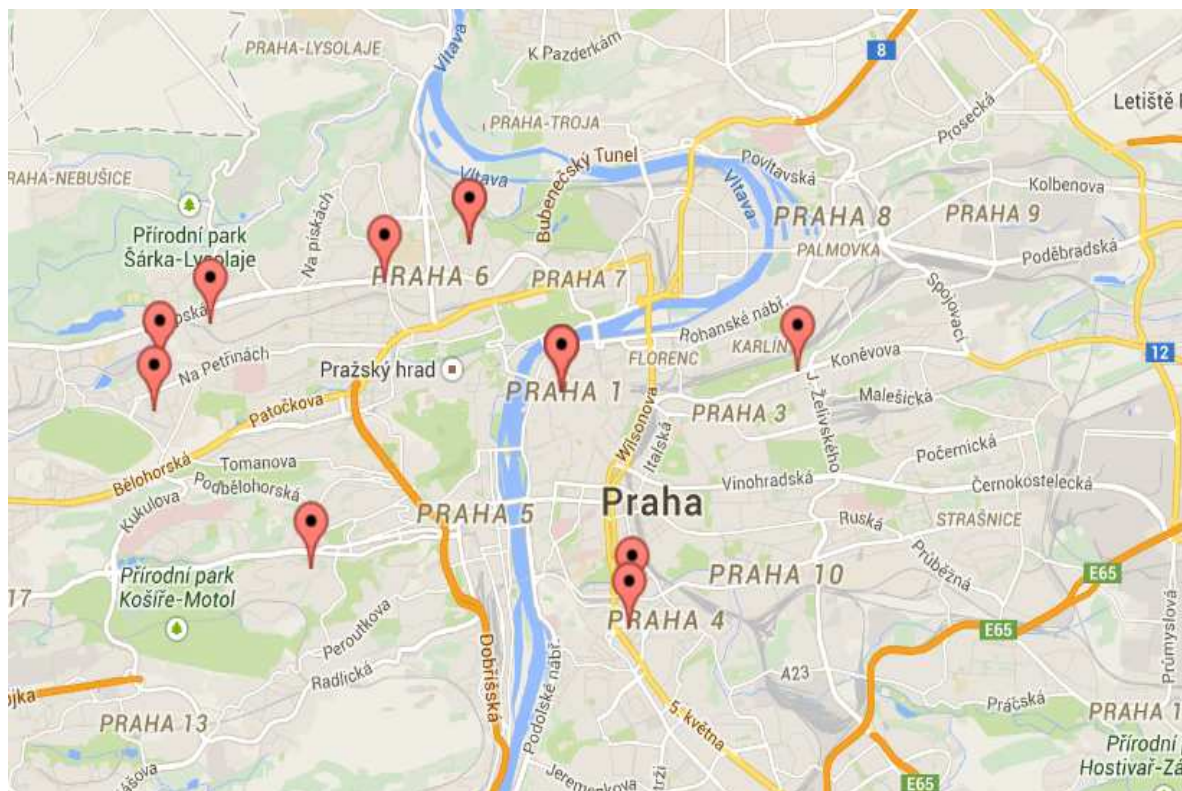 PRAHA-LYSOLAJE
Vltava
K Pazderkám
8
Letiště
Prosecká
PRAHA-TROJA
Povltavská
PRAHA-NEBUŠICE
Vltava
Bubenečský Tunel
Vltava
Kolbenova
Na pískách
PRAHA 8
PRAHA 9
Přírodní park
Šárka-Lysolaje
PALMOVKA
Poděbradská
PRAHA 6
PRAHA 7
Spojovací
Rohanské nábř.
KARLÍN
FLORENC
Koněvova
12
Na Petřinách
Pražský hrad
PRAHA 1
J. Želivského
Malešická
Patočkova
PRAHA 3
Wilsonova
Italská
Počernická
Bělohorská
Tomanova
Podbělohorská
Kukulova
Vinohradská
Černokostelecká
Praha
PRAHA 5
Ruská
STRAŠNICE
Průběžná
Přírodní park
Košíře-Motol
PRAHA 10
E65
17
PRAHA 4
E65
Peroutkova
Radlická
Dobříšská
Podolské nábř.
A23
Průmyslová
Práčská
PRAHA 13
5. května
PRAHA 1
Přírodní
Hostivař-Zá
Jeremenkova
E65